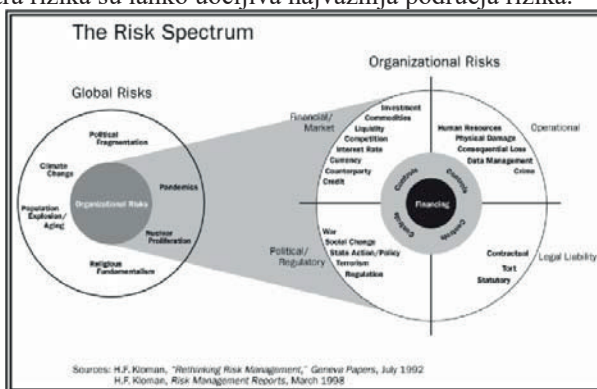 ra rizika su lahko uočljiva najvažnija područja rizika.
The Risk Spectrum
Organizational Risks
Global Risks
Political
Fragmentation
Climate
Change
Pandemics
Organizational Risks
Population
Explosion/
Aging
Nuclear
Proliferation
Religious
Fundamentalism
Financial/
Market
Investment
Commodities
Liquidity
Competition
Interest Rate
Currency
Counterparty
Credit
Operational
Human Resources
Physical Damage
Consequential Loss
Data Management
Crime
Controls
Controls
Financing
Controls
Controls
Political/
Regulatory
War
Social Change
State Action/Policy
Terrorism
Regulation
Legal Liability
Contractual
Tort
Statutory
Sources: H.F. Kloman, "Rethinking Risk Management," Geneva Papers, July 1992
H.F. Kloman, Risk Management Reports, March 1998